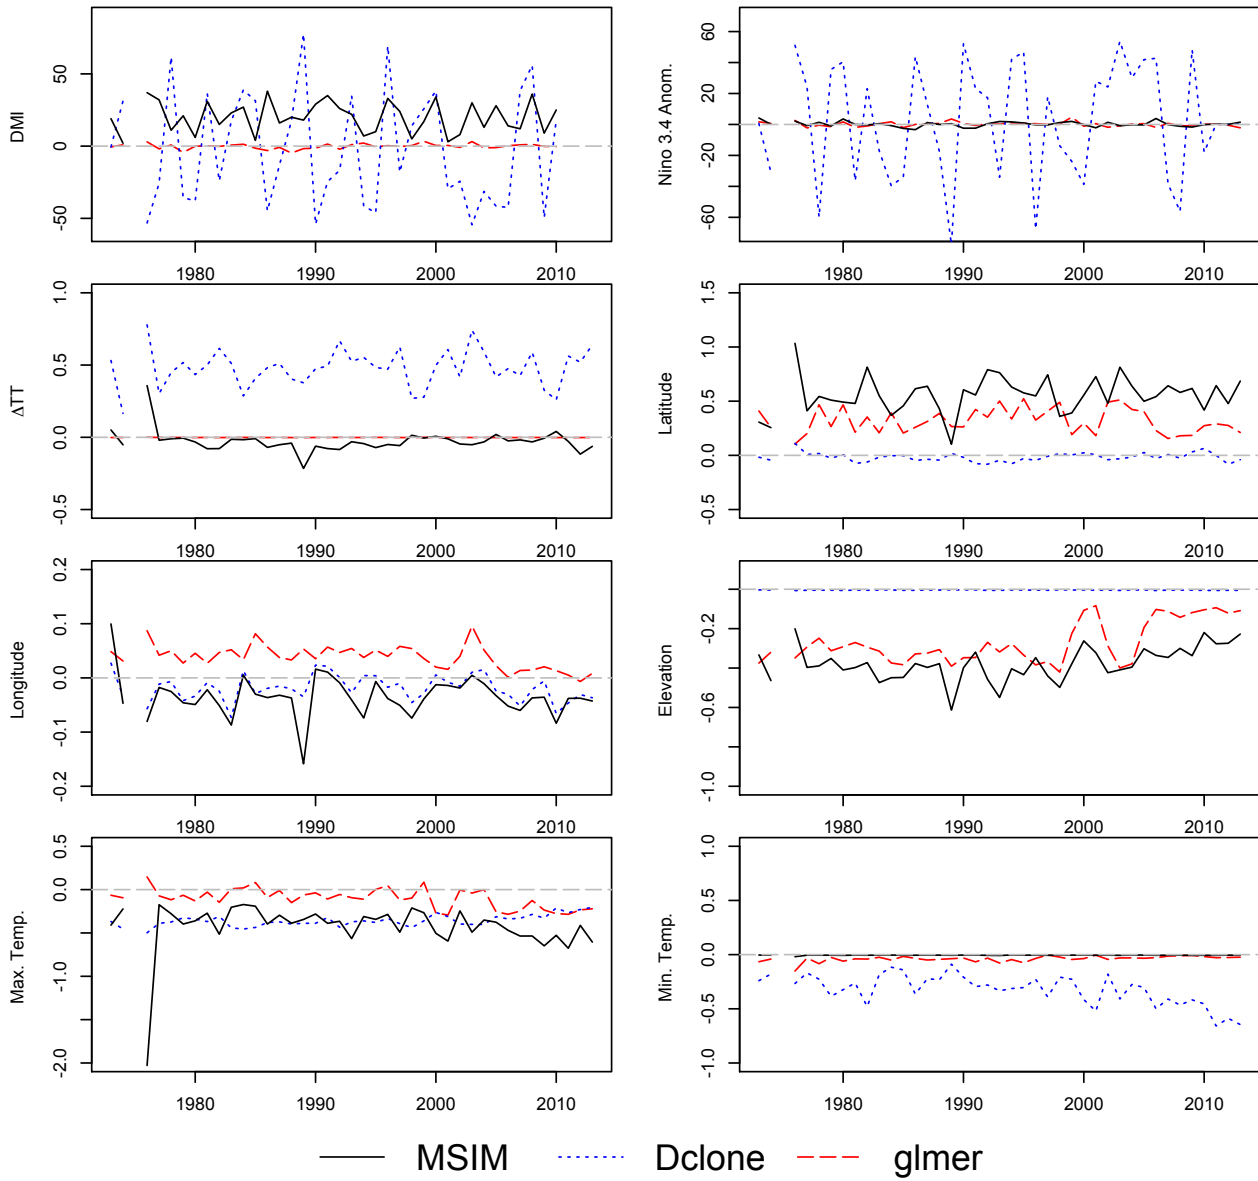 DMI
50
0
-50
1980 1990 2000 2010
Nino 3.4 Anom.
60
20
-20
-60
1980 1990 2000 2010
ΔTT
1.0
0.5
0.0
-0.5
1980 1990 2000 2010
Latitude
1.5
1.0
0.5
0.0
-0.5
1980 1990 2000 2010
Longitude
0.2
0.1
0.0
-0.1
-0.2
1980 1990 2000 2010
Elevation
-0.2
-0.6
-1.0
1980 1990 2000 2010
Max. Temp.
0.5
0.0
-1.0
-2.0
1980 1990 2000 2010
Min. Temp.
1.0
0.5
0.0
-0.5
-1.0
1980 1990 2000 2010
MSIM Dclone glmer